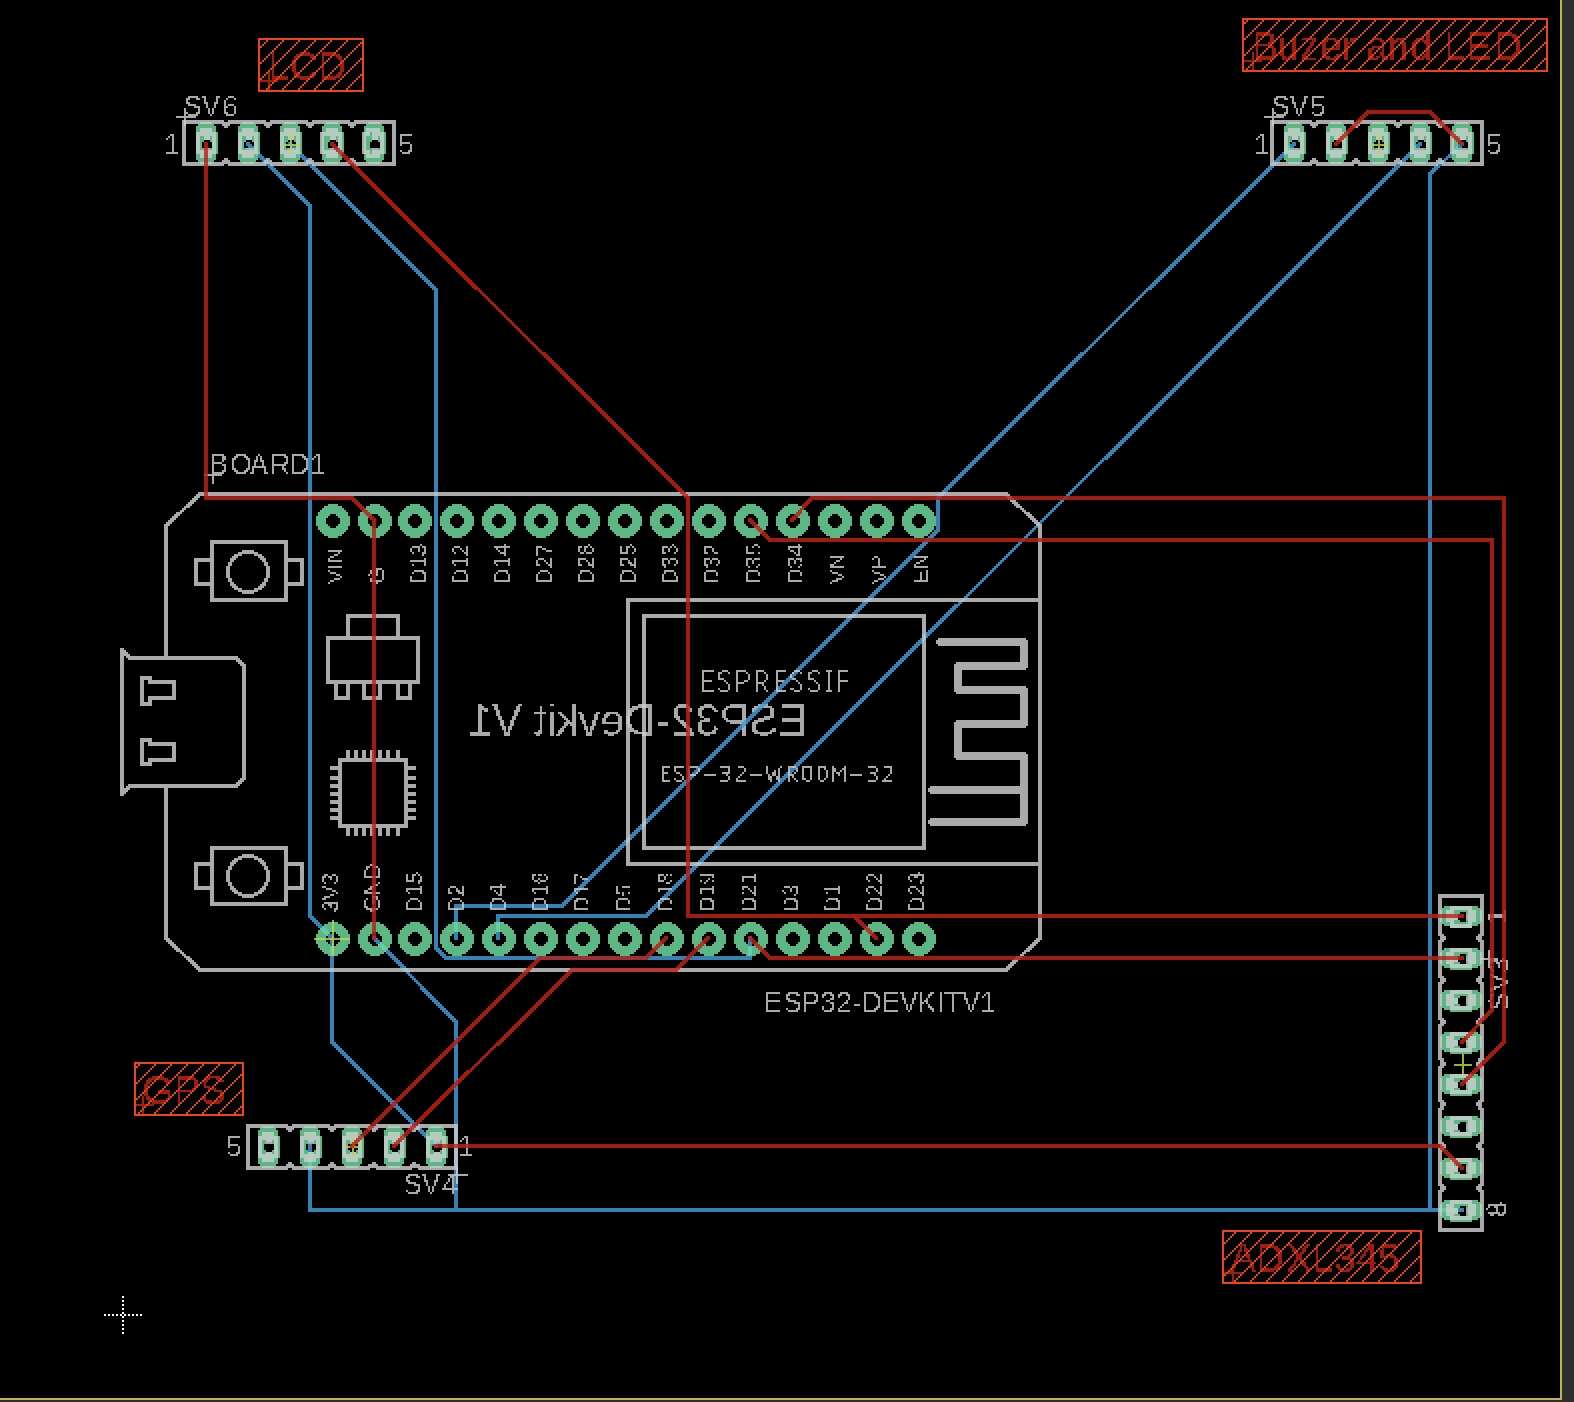 LCD
Buzer and LED
SV6
1
5
SV5
1
5
BOARD1
VIN
G
D13
D12
D14
D27
D26
D25
D33
D32
D35
D34
VN
VP
EN
ESPRESSIF
ESP32-Devkit V1
ESP-32-WROOM-32
3V3
GND
D15
D2
D4
D16
D17
D5
D18
D19
D21
D3
D1
D22
D23
ESP32-DEVKITV1
1
SV3
8
GPS
5
1
SV4
ADXL345